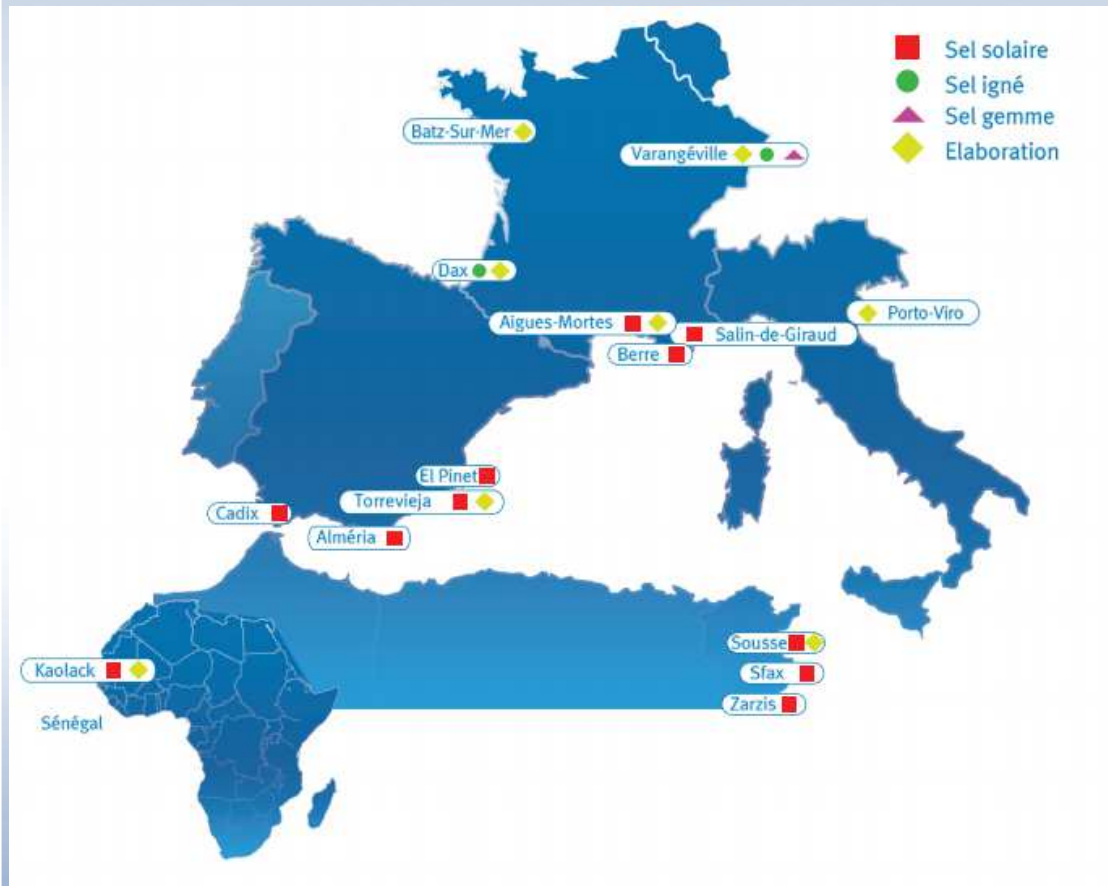 Sel solaire
Sel igné
Sel gemme
Elaboration
Batz-Sur-Mer
Varangéville
Dax
Aigues-Mortes
Salin-de-Giraud
Porto-Viro
Berre
El Pinet
Torrevieja
Cadix
Alméria
Sousse
Kaolack
Sfax
Zarzis
Sénégal